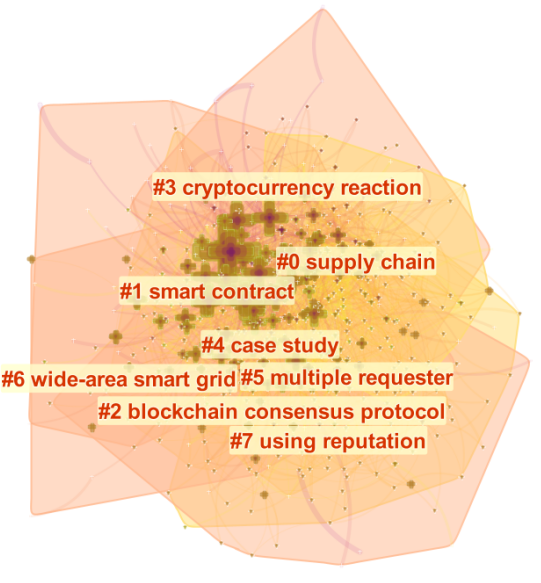 #3 cryptocurrency reaction
#0 supply chain
#1 smart contract
#4 case study
#6 wide-area smart grid
#5 multiple requester
#2 blockchain consensus protocol
#7 using reputation